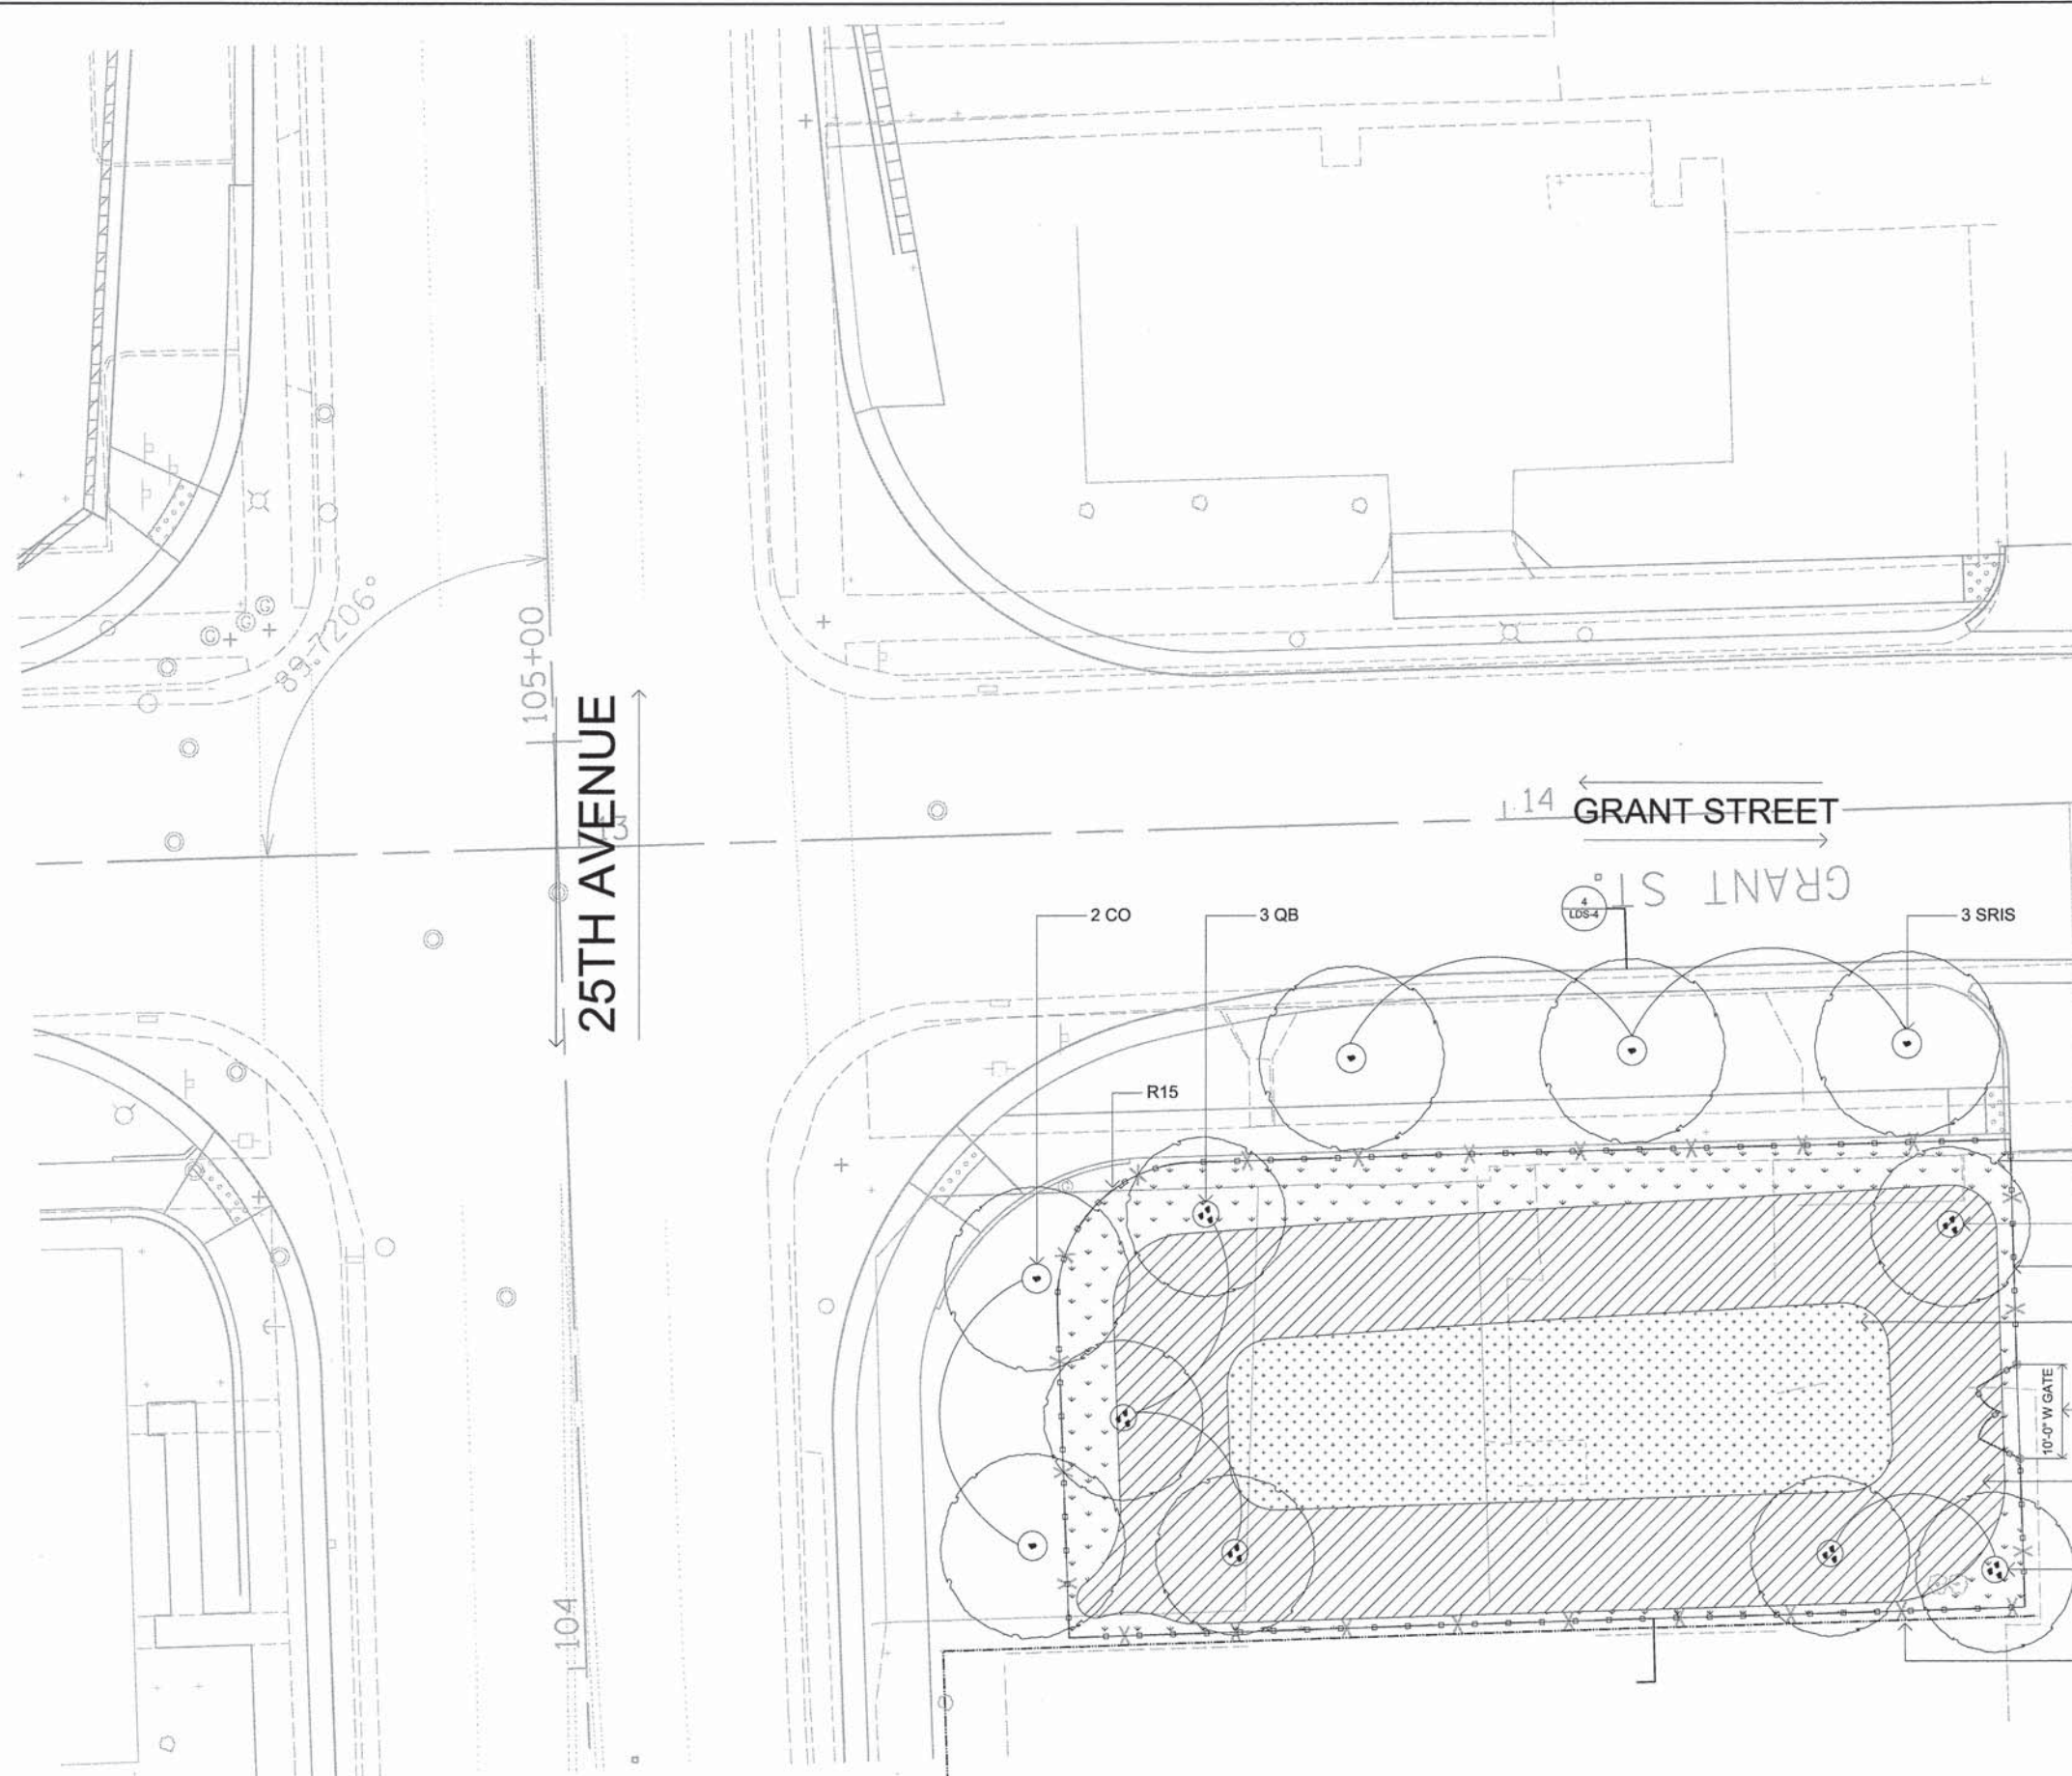 89.7206°
105+00
25TH AVENUE
13
14
GRANT STREET
GRANT ST.
4
LDS-4
2 CO
3 QB
3 SRIS
R15
10'-0" W GATE
104
G
G
G